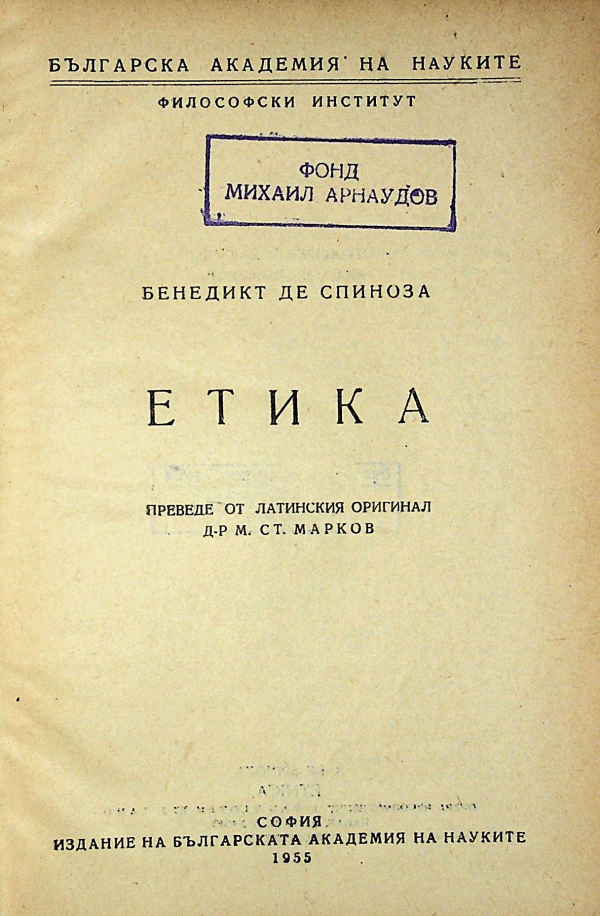 БЪЛГАРСКА АКАДЕМИЯ НА НАУКИТЕ
ФИЛОСОФСКИ ИНСТИТУТ
ФОНД
МИХАИЛ АРНАУДОВ
БЕНЕДИКТ ДЕ СПИНОЗА
ЕТИКА
ПРЕВЕДЕ ОТ ЛАТИНСКИЯ ОРИГИНАЛ
Д-Р М. СТ. МАРКОВ
СОФИЯ
ИЗДАНИЕ НА БЪЛГАРСКАТА АКАДЕМИЯ НА НАУКИТЕ
1955